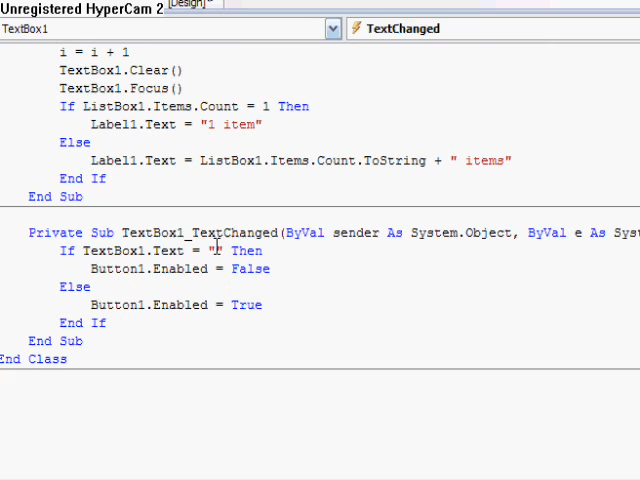 Unregistered HyperCam 2
[Design]
TextBox1
TextChanged
i = i + 1
TextBox1.Clear()
TextBox1.Focus()
If ListBox1.Items.Count = 1 Then
Label1.Text = "1 item"
Else
Label1.Text = ListBox1.Items.Count.ToString + " items"
End If
End Sub
Private Sub TextBox1_TextChanged(ByVal sender As System.Object, ByVal e As Sys
If TextBox1.Text = "" Then
Button1.Enabled = False
Else
Button1.Enabled = True
End If
End Sub
End Class